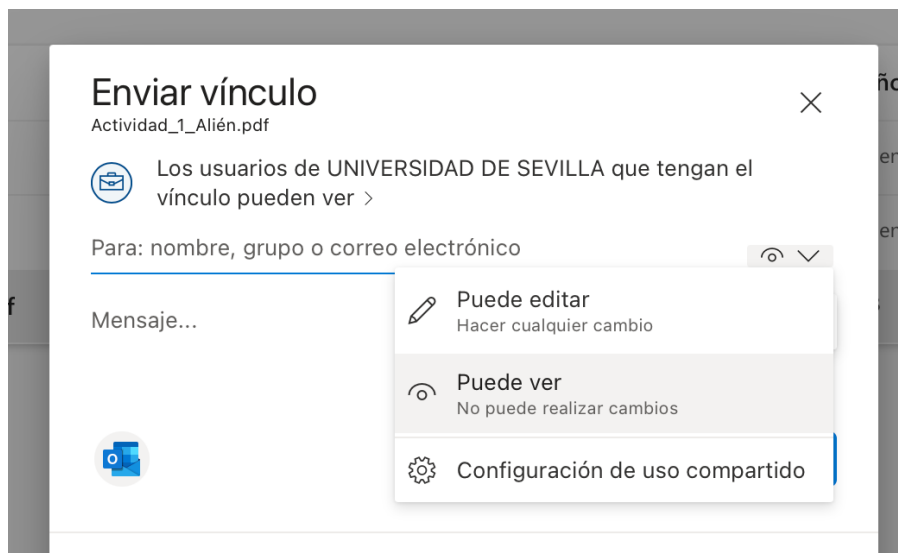 Enviar vínculo
Actividad_1_Alién.pdf
Los usuarios de UNIVERSIDAD DE SEVILLA que tengan el
vínculo pueden ver >
Para: nombre, grupo o correo electrónico
Mensaje...
Puede editar
Hacer cualquier cambio
Puede ver
No puede realizar cambios
Configuración de uso compartido